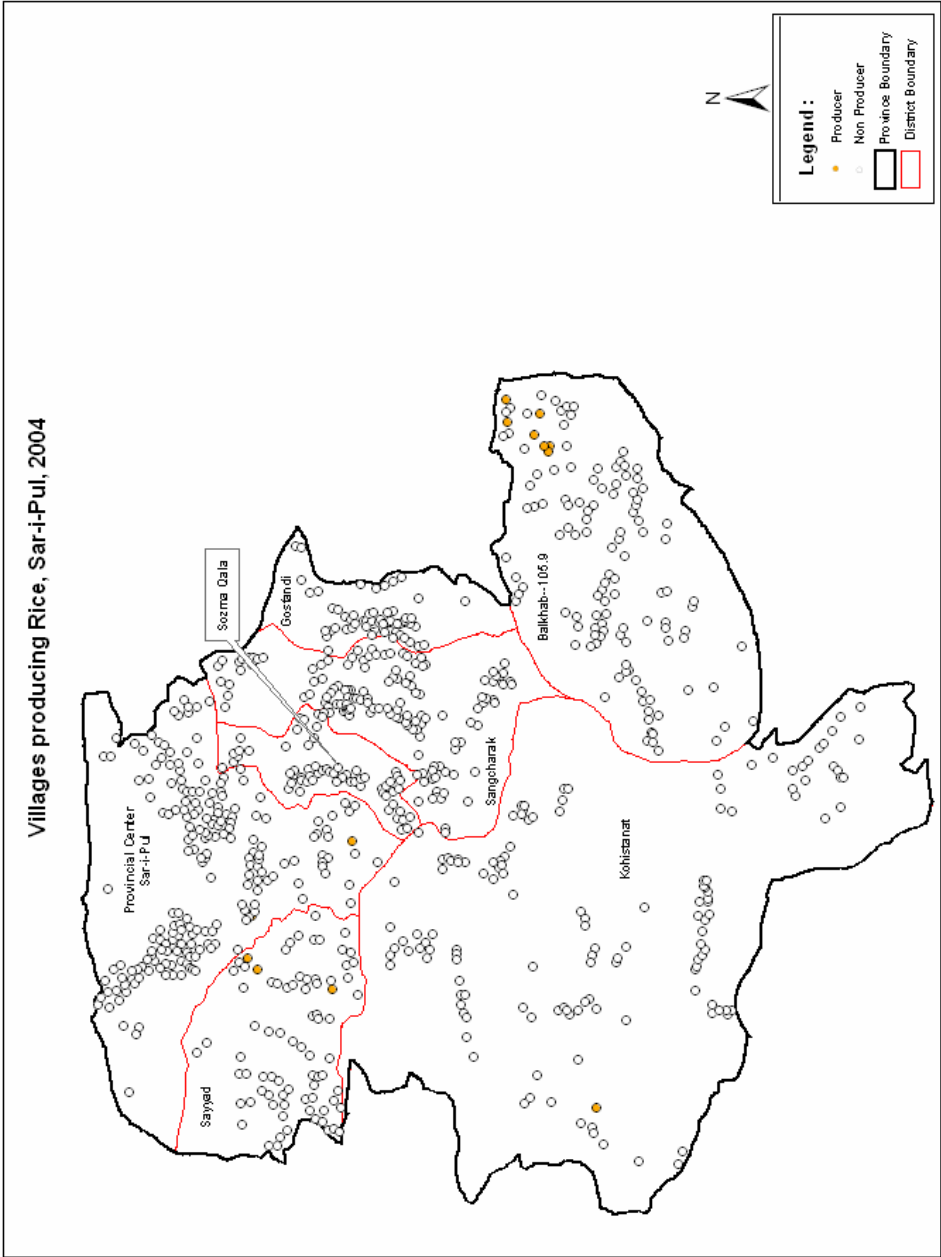 Villages producing Rice, Sar-i-Pul, 2004
N
Provincial Center
Sar-i-Pul
Sayyad
Sozma Qala
Gosfandi
Sangcharak
Balkhab--105.9
Kohistanat
Legend :
Producer
Non Producer
Province Boundary
District Boundary